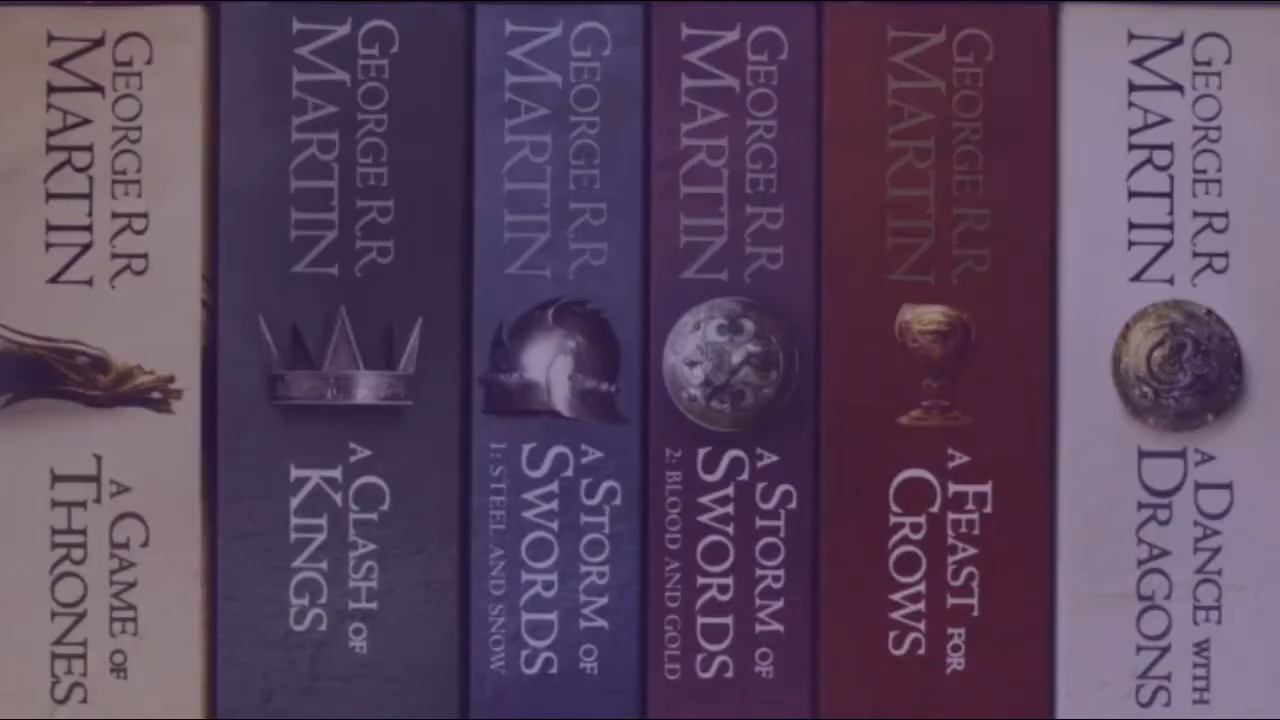 GEORGE R.R
MARTIN
A GAME OF
THRONES
GEORGE R.R
MARTIN
A CLASH OF
KINGS
GEORGE R.R
MARTIN
A STORM OF
SWORDS
1: STEEL AND SNOW
GEORGE R.R
MARTIN
A STORM OF
SWORDS
2: BLOOD AND GOLD
GEORGE R.R
MARTIN
A FEAST FOR
CROWS
GEORGE R.R
MARTIN
A DANCE WITH
DRAGONS